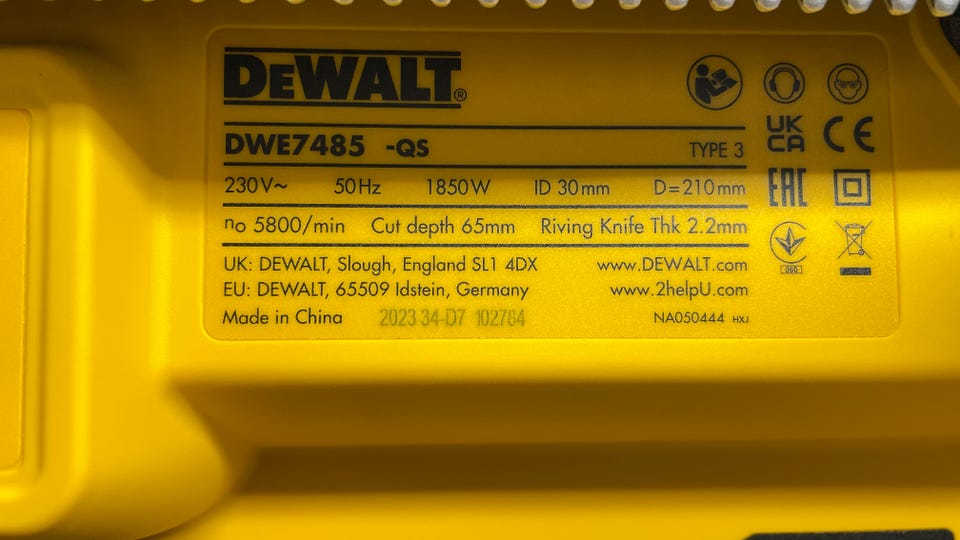 DEWALT®
DWE7485 -QS TYPE 3
230V~ 50Hz 1850W ID 30mm D=210mm
no 5800/min Cut depth 65mm Riving Knife Thk 2.2mm
UK: DEWALT, Slough, England SL1 4DX www.DEWALT.com
EU: DEWALT, 65509 Idstein, Germany www.2helpU.com
Made in China 2023 34-D7 102784 NA050444 HXJ
UK
CA CE
EAC
060